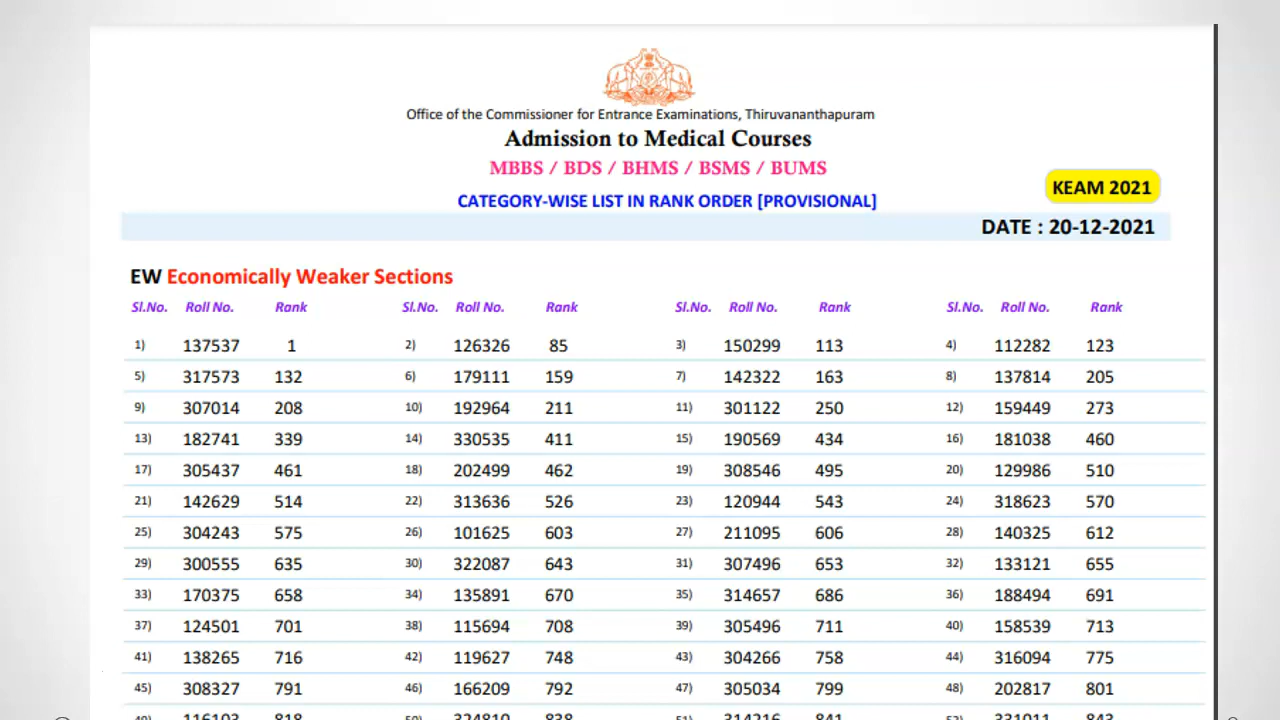 Office of the Commissioner for Entrance Examinations, Thiruvananthapuram
Admission to Medical Courses
MBBS / BDS / BHMS / BSMS / BUMS
KEAM 2021
CATEGORY-WISE LIST IN RANK ORDER [PROVISIONAL]
DATE : 20-12-2021
EW Economically Weaker Sections
Sl.No. Roll No. Rank Sl.No. Roll No. Rank Sl.No. Roll No. Rank Sl.No. Roll No. Rank
1) 137537 1 2) 126326 85 3) 150299 113 4) 112282 123
5) 317573 132 6) 179111 159 7) 142322 163 8) 137814 205
9) 307014 208 10) 192964 211 11) 301122 250 12) 159449 273
13) 182741 339 14) 330535 411 15) 190569 434 16) 181038 460
17) 305437 461 18) 202499 462 19) 308546 495 20) 129986 510
21) 142629 514 22) 313636 526 23) 120944 543 24) 318623 570
25) 304243 575 26) 101625 603 27) 211095 606 28) 140325 612
29) 300555 635 30) 322087 643 31) 307496 653 32) 133121 655
33) 170375 658 34) 135891 670 35) 314657 686 36) 188494 691
37) 124501 701 38) 115694 708 39) 305496 711 40) 158539 713
41) 138265 716 42) 119627 748 43) 304266 758 44) 316094 775
45) 308327 791 46) 166209 792 47) 305034 799 48) 202817 801